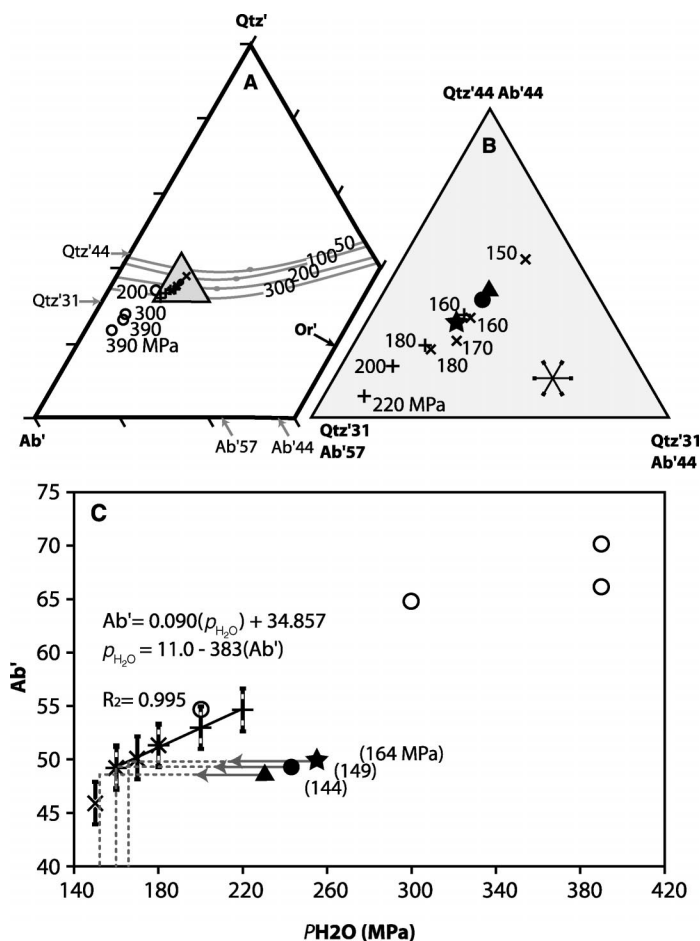 Qtz'
A
Qtz'44 Ab'44
B
Qtz'44
50
100
200
300
150
200
Qtz'31
300
390
390 MPa
Or'
160
160
180
170
180
200
220 MPa
Ab'
Ab'57
Ab'44
Qtz'31
Ab'57
Qtz'31
Ab'44
75
C
70
65
60
55
50
45
40
Ab'
Ab'= 0.090(pH2O) + 34.857
pH2O = 11.0 - 383(Ab')
R2= 0.995
(164 MPa)
(149)
(144)
140 180 220 260 300 340 380 420
PH2O (MPa)